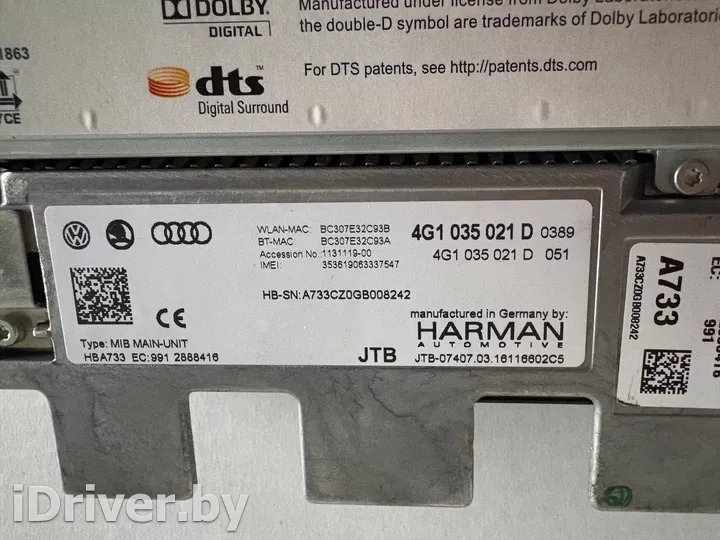 DOLBY
DIGITAL
Manufactured under license from Dolby
the double-D symbol are trademarks of Dolby Laboratori
1863
YCE
dts
Digital Surround
For DTS patents, see http://patents.dts.com
WLAN-MAC: BC307E32C93B
BT-MAC: BC307E32C93A
Accession No.: 1131119-00
IMEI: 353619063337547
4G1 035 021 D 0389
4G1 035 021 D 051
HB-SN: A733CZ0GB008242
manufactured in Germany by:
HARMAN
AUTOMOTIVE
CE
Type: MIB MAIN-UNIT
HBA733 EC:991 2888416
JTB
JTB-07407.03.16116602C5
A733CZ0GB008242
A733
EC:
991
iDriver.by